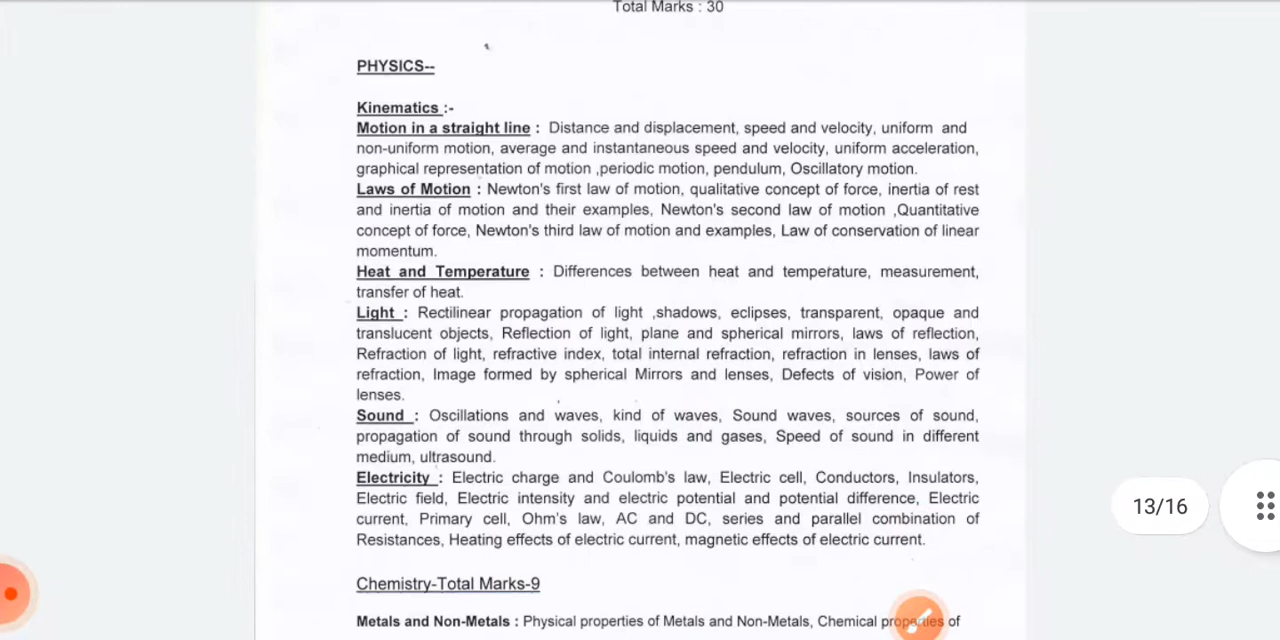 Total Marks : 30
PHYSICS--
Kinematics :-
Motion in a straight line : Distance and displacement, speed and velocity, uniform and
non-uniform motion, average and instantaneous speed and velocity, uniform acceleration,
graphical representation of motion ,periodic motion, pendulum, Oscillatory motion.
Laws of Motion : Newton's first law of motion, qualitative concept of force, inertia of rest
and inertia of motion and their examples, Newton's second law of motion ,Quantitative
concept of force, Newton's third law of motion and examples, Law of conservation of linear
momentum.
Heat and Temperature : Differences between heat and temperature, measurement,
transfer of heat.
Light : Rectilinear propagation of light ,shadows, eclipses, transparent, opaque and
translucent objects, Reflection of light, plane and spherical mirrors, laws of reflection,
Refraction of light, refractive index, total internal refraction, refraction in lenses, laws of
refraction, Image formed by spherical Mirrors and lenses, Defects of vision, Power of
lenses.
Sound : Oscillations and waves, kind of waves, Sound waves, sources of sound,
propagation of sound through solids, liquids and gases, Speed of sound in different
medium, ultrasound.
Electricity : Electric charge and Coulomb's law, Electric cell, Conductors, Insulators,
Electric field, Electric intensity and electric potential and potential difference, Electric
current, Primary cell, Ohm's law, AC and DC, series and parallel combination of
Resistances, Heating effects of electric current, magnetic effects of electric current.
13/16
Chemistry-Total Marks-9
Metals and Non-Metals : Physical properties of Metals and Non-Metals, Chemical properties of